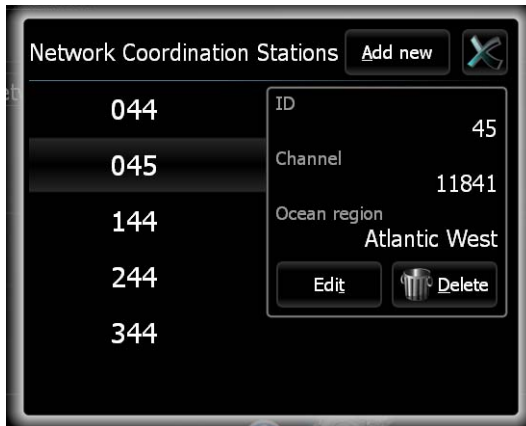 Network Coordination Stations
Add new
044
045
144
244
344
ID
45
Channel
11841
Ocean region
Atlantic West
Edit
Delete